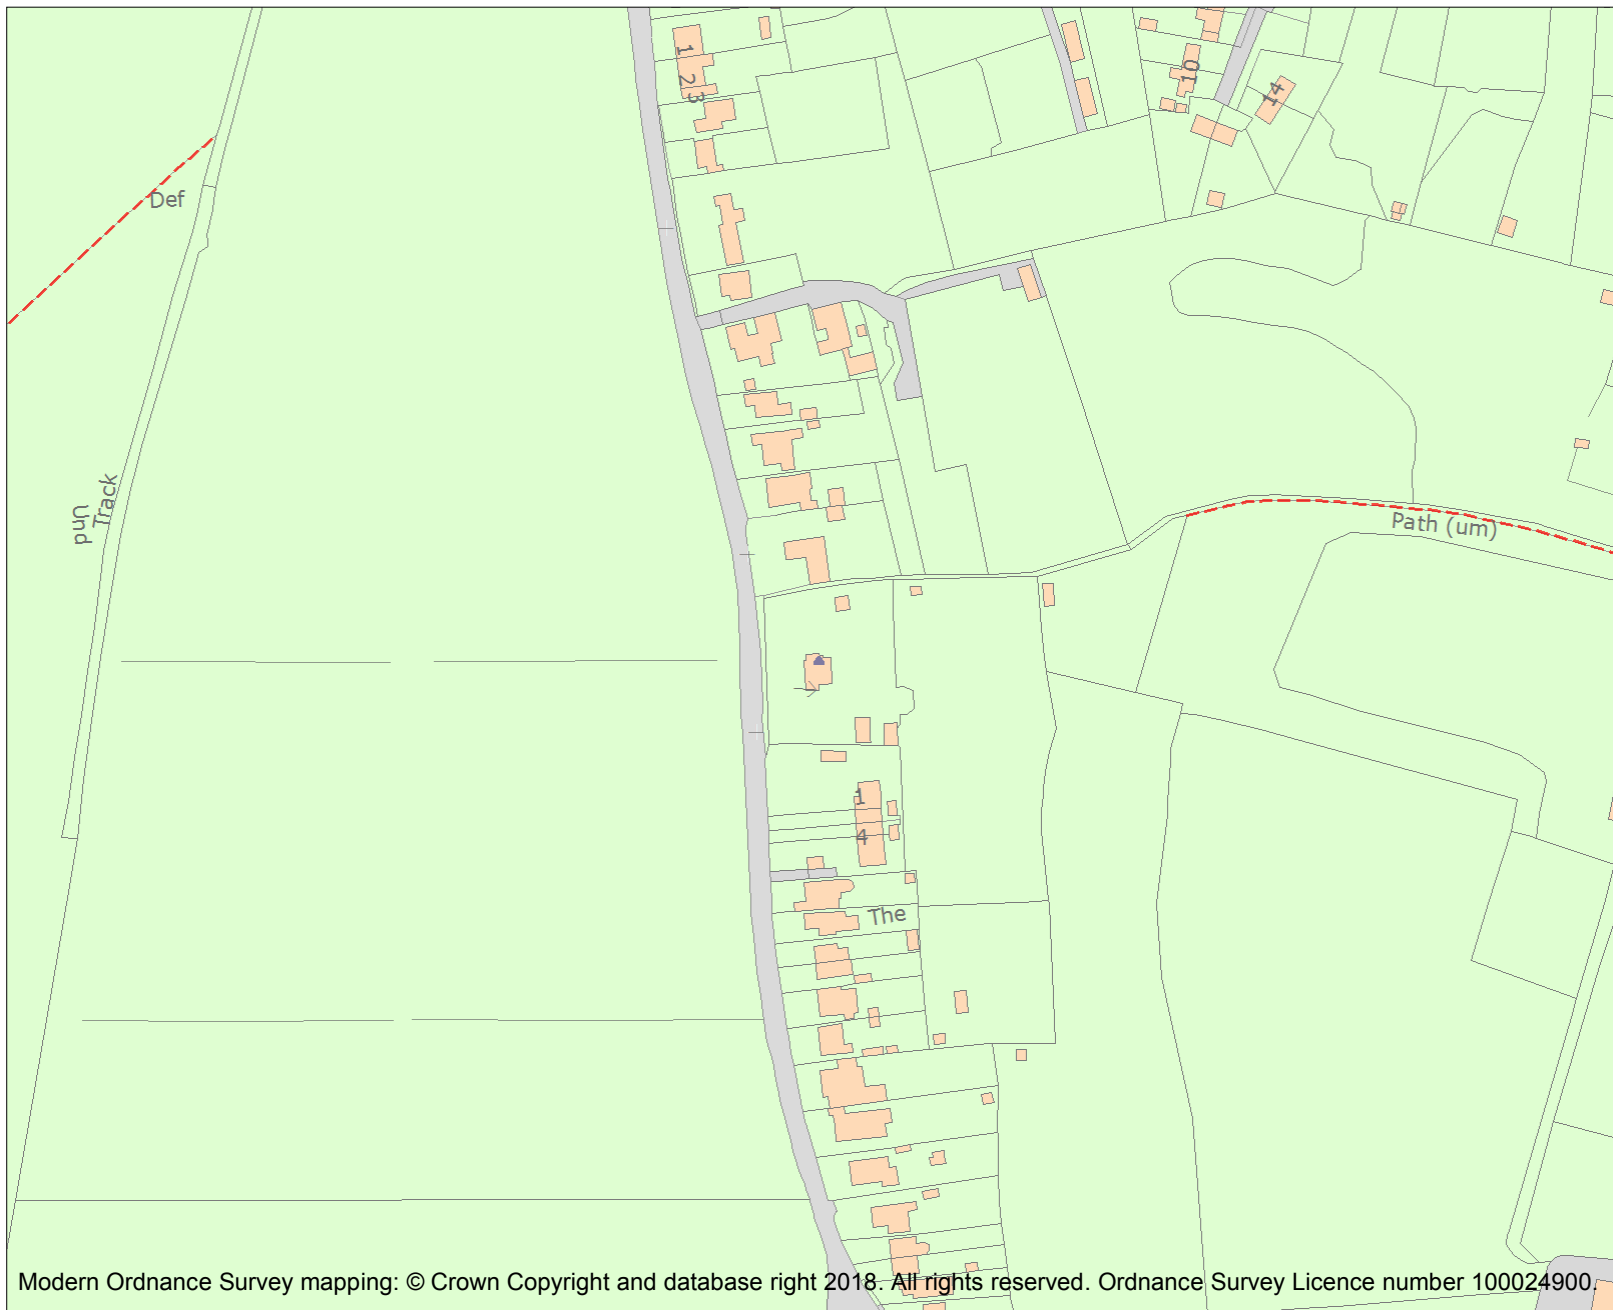 1
2
3
10
14
Def
Track
Und
Path (um)
1
4
The
Modern Ordnance Survey mapping: © Crown Copyright and database right 2018. All rights reserved. Ordnance Survey Licence number 100024900.